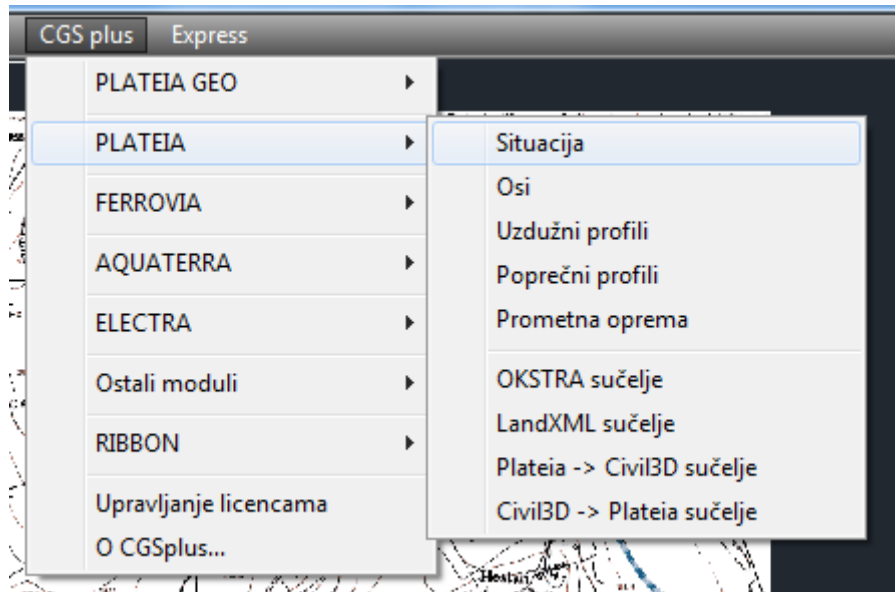 CGS plus Express
PLATEIA GEO
PLATEIA
FERROVIA
AQUATERRA
ELECTRA
Ostali moduli
RIBBON
Upravljanje licencama
O CGSplus...
Situacija
Osi
Uzdužni profili
Poprečni profili
Prometna oprema
OKSTRA sučelje
LandXML sučelje
Plateia -> Civil3D sučelje
Civil3D -> Plateia sučelje